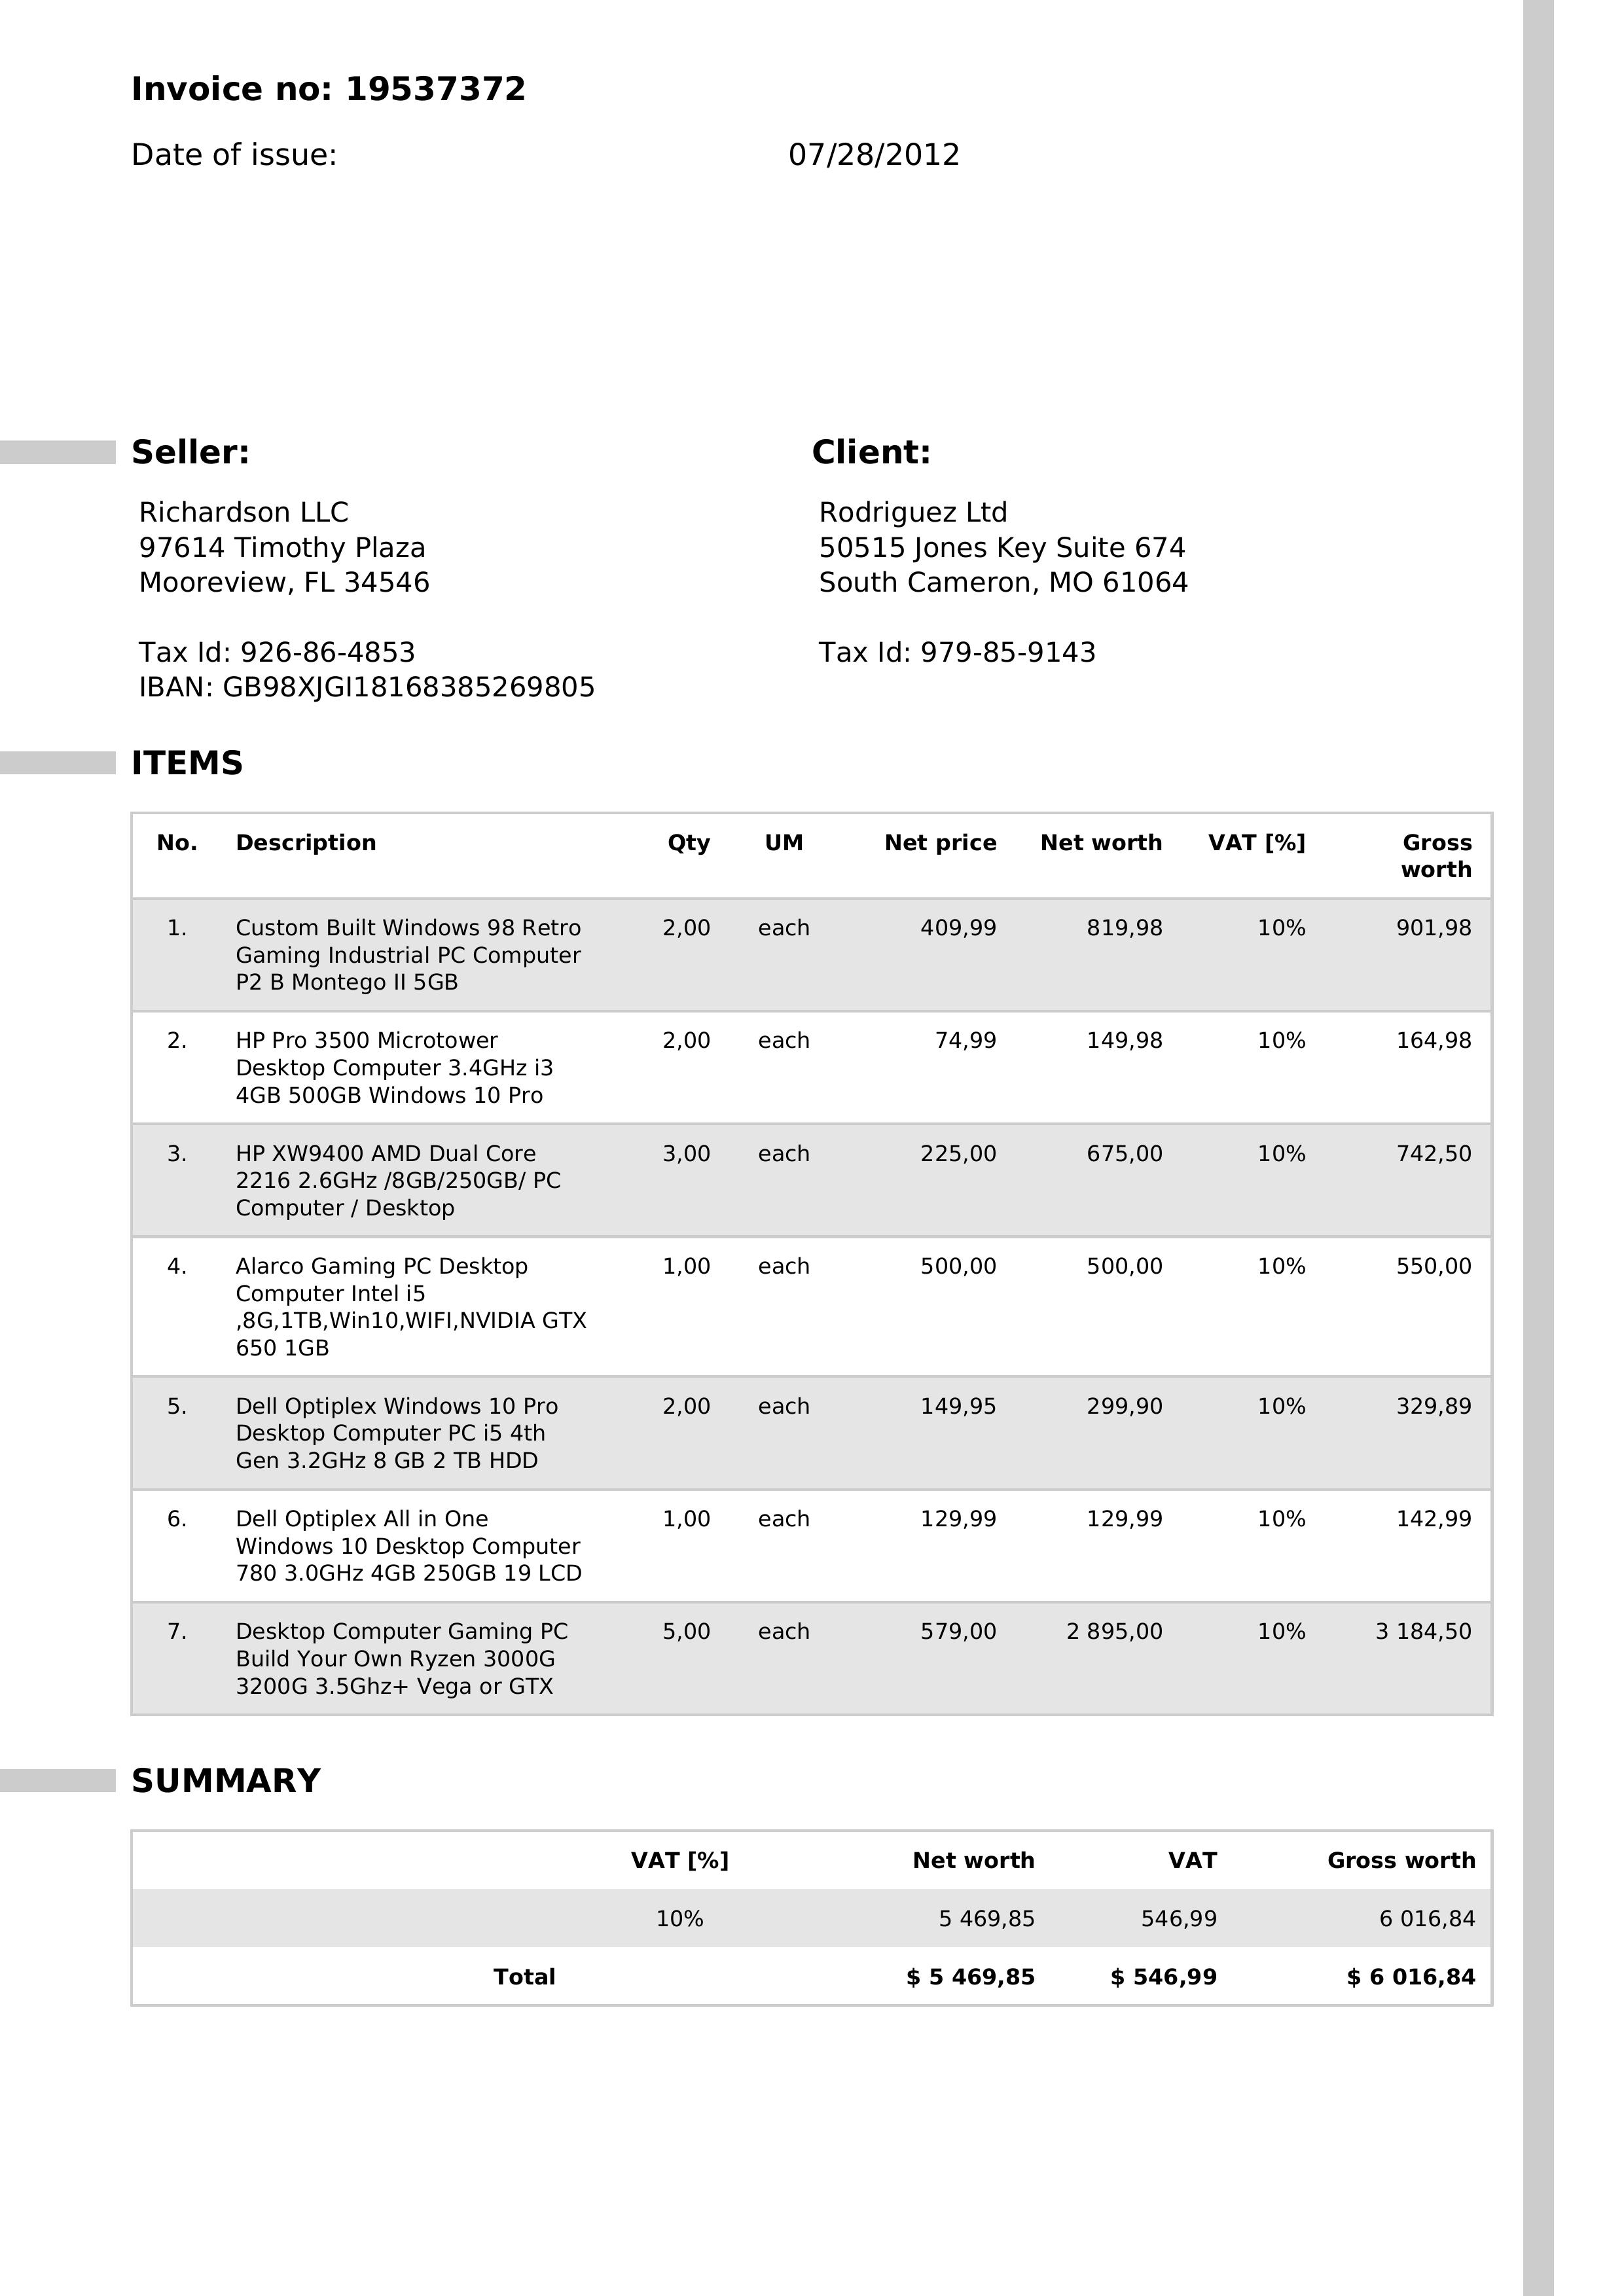 Invoice no: 19537372
Date of issue: 07/28/2012
Seller: Client:
Richardson LLC Rodriguez Ltd
97614 Timothy Plaza 50515 Jones Key Suite 674
Mooreview, FL 34546 South Cameron, MO 61064
Tax Id: 926-86-4853 Tax Id: 979-85-9143
IBAN: GB98XJGI18168385269805
ITEMS
No. Description Qty UM Net price Net worth VAT [%] Gross
worth
1. Custom Built Windows 98 Retro 2,00 each 409,99 819,98 10% 901,98
Gaming Industrial PC Computer
P2 B Montego II 5GB
2. HP Pro 3500 Microtower 2,00 each 74,99 149,98 10% 164,98
Desktop Computer 3.4GHz i3
4GB 500GB Windows 10 Pro
3. HP XW9400 AMD Dual Core 3,00 each 225,00 675,00 10% 742,50
2216 2.6GHz /8GB/250GB/ PC
Computer / Desktop
4. Alarco Gaming PC Desktop 1,00 each 500,00 500,00 10% 550,00
Computer Intel i5
,8G,1TB,Win10,WIFI,NVIDIA GTX
650 1GB
5. Dell Optiplex Windows 10 Pro 2,00 each 149,95 299,90 10% 329,89
Desktop Computer PC i5 4th
Gen 3.2GHz 8 GB 2 TB HDD
6. Dell Optiplex All in One 1,00 each 129,99 129,99 10% 142,99
Windows 10 Desktop Computer
780 3.0GHz 4GB 250GB 19 LCD
7. Desktop Computer Gaming PC 5,00 each 579,00 2 895,00 10% 3 184,50
Build Your Own Ryzen 3000G
3200G 3.5Ghz+ Vega or GTX
SUMMARY
VAT [%] Net worth VAT Gross worth
10% 5 469,85 546,99 6 016,84
Total $ 5 469,85 $ 546,99 $ 6 016,84